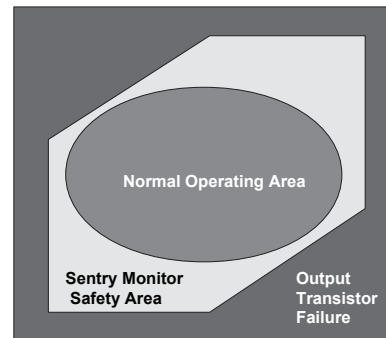 Normal Operating Area
Sentry Monitor
Safety Area
Output
Transistor
Failure